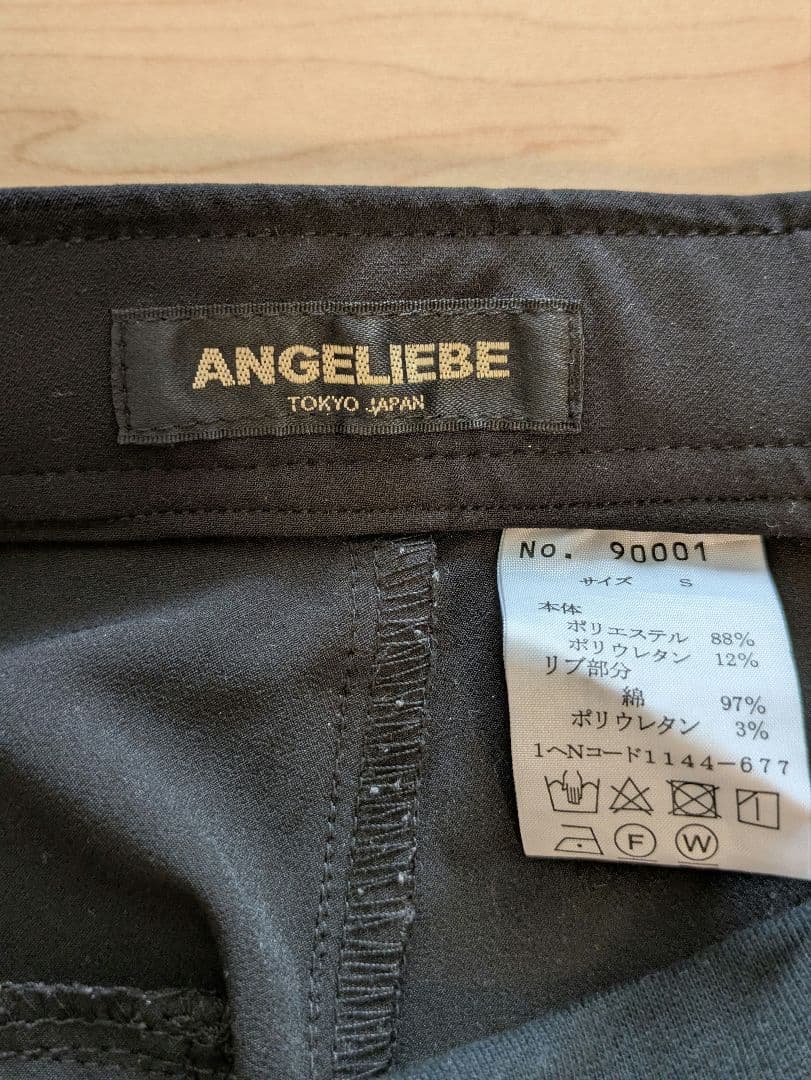 ANGELIEBE
TOKYO JAPAN
No. 90001
サイズ S
本体
ポリエステル 88%
ポリウレタン 12%
リブ部分
綿 97%
ポリウレタン 3%
1ヘNコード1144-677
F W